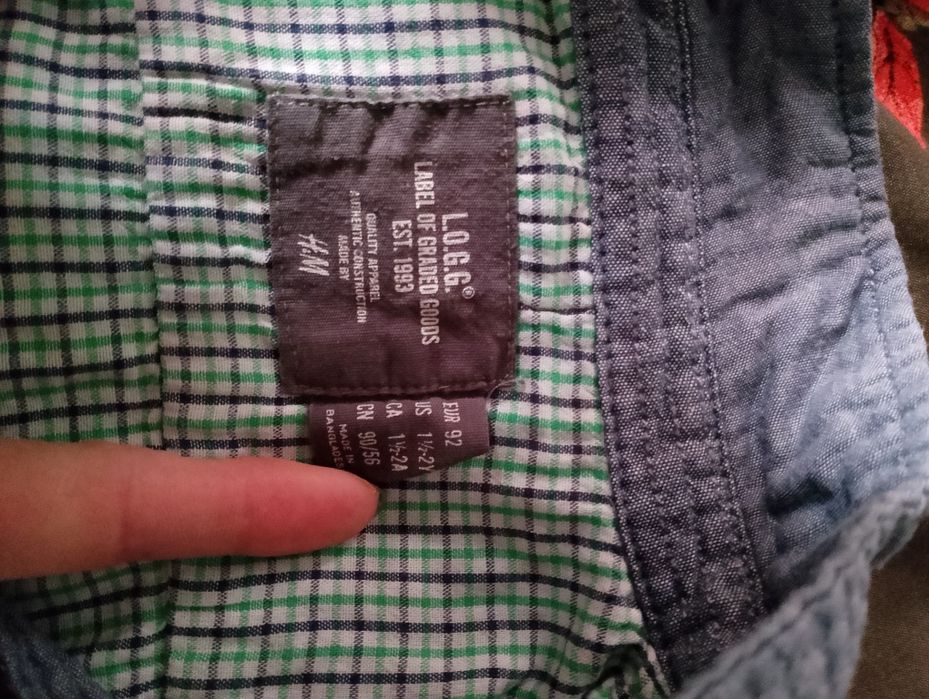 L.O.G.G.®
LABEL OF GRADED GOODS
EST. 1993
QUALITY APPAREL
AUTHENTIC CONSTRUCTION
MADE BY
H&M
EUR 92
US 1½-2Y
CA 1½-2A
CN 90/56
MADE IN